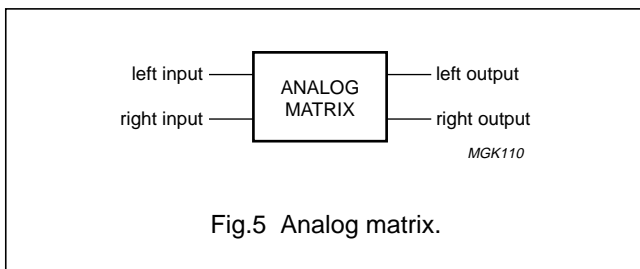 left input
ANALOG
MATRIX
left output
right input
right output
MGK110
Fig.5 Analog matrix.